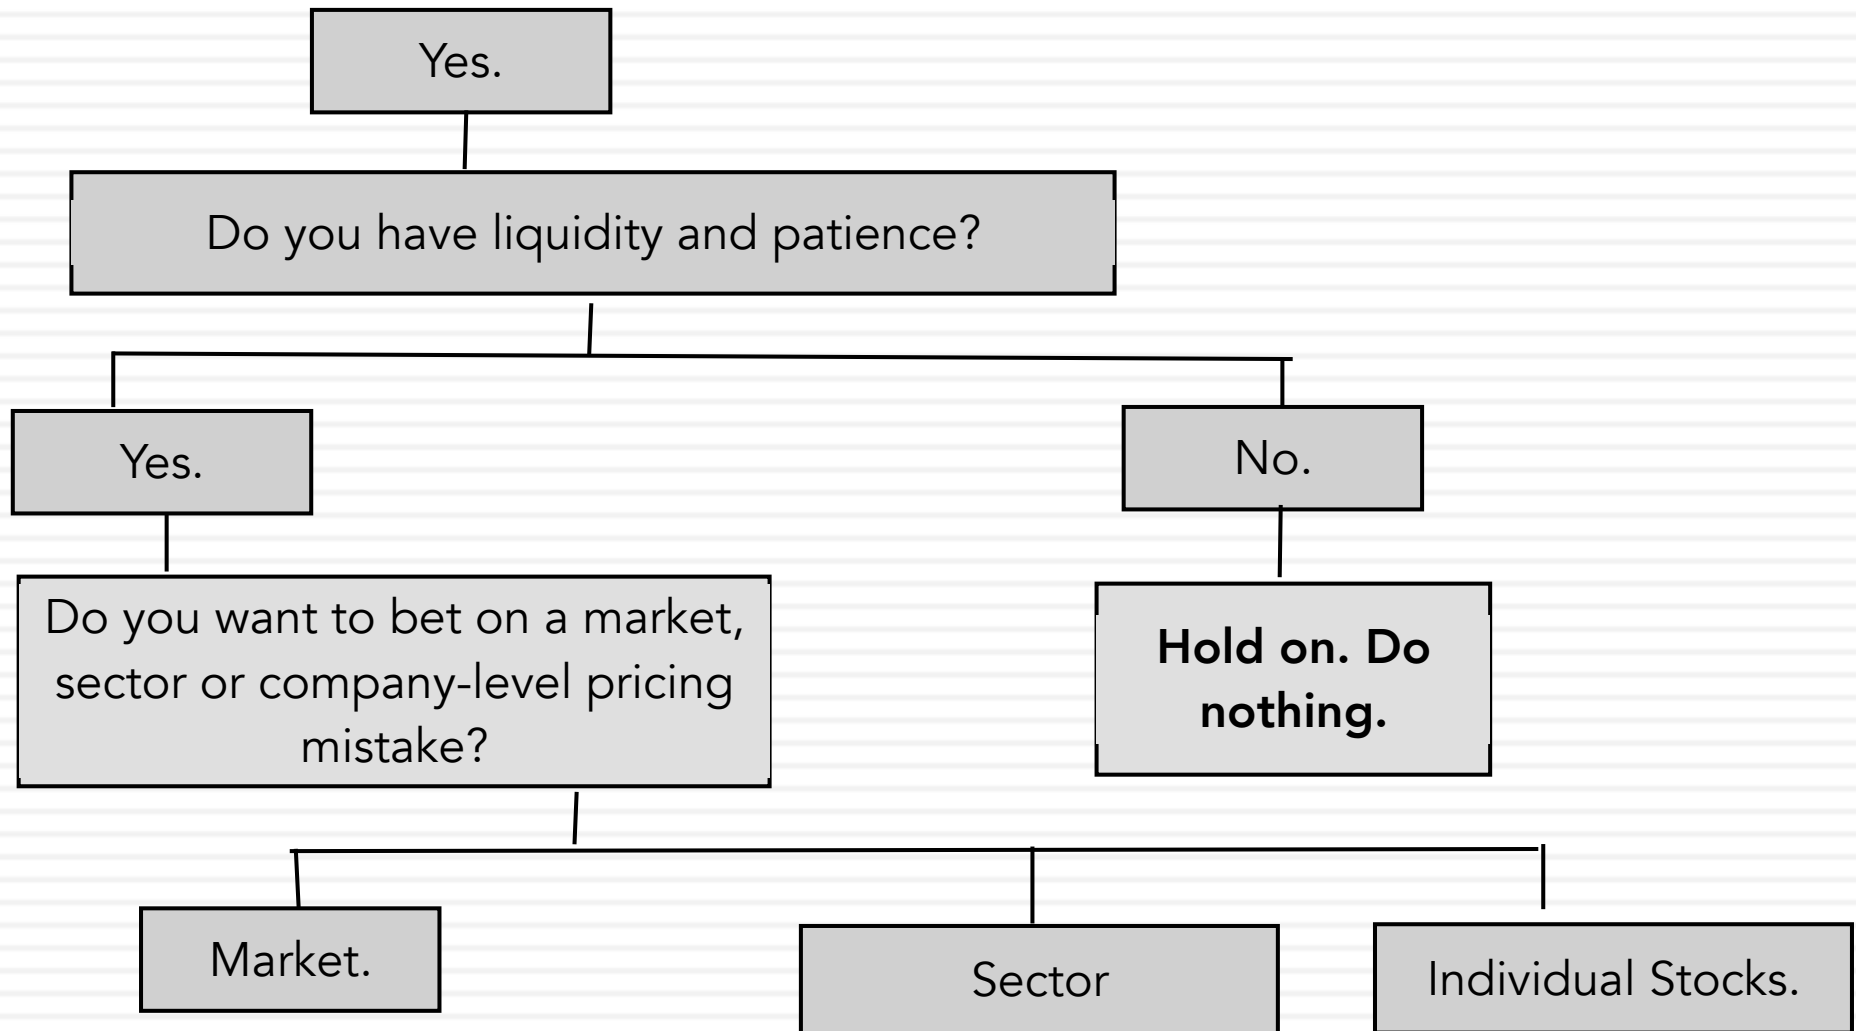 Yes.
Do you have liquidity and patience?
Yes.
No.
Do you want to bet on a market,
sector or company-level pricing
mistake?
Hold on. Do
nothing.
Market.
Sector
Individual Stocks.